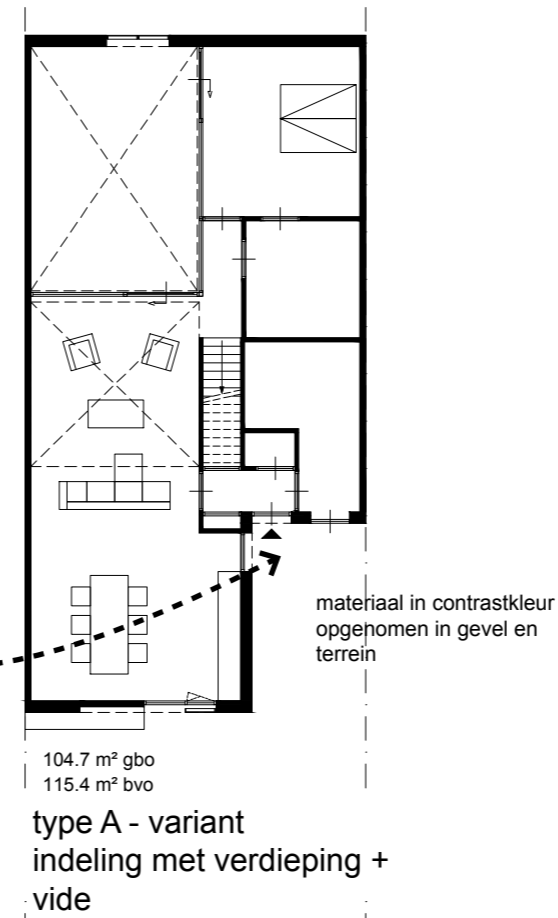 materiaal in contrastkleur
opgenomen in gevel en
terrein
104.7 m² gbo
115.4 m² bvo
type A - variant
indeling met verdieping +
vide